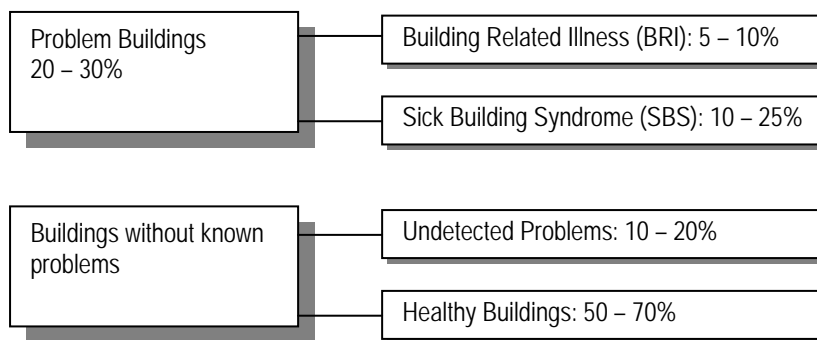 Problem Buildings
20 – 30%
Building Related Illness (BRI): 5 – 10%
Sick Building Syndrome (SBS): 10 – 25%
Buildings without known
problems
Undetected Problems: 10 – 20%
Healthy Buildings: 50 – 70%